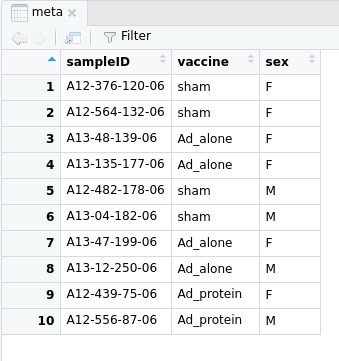 meta
Filter
sampleID vaccine sex
1 A12-376-120-06 sham F
2 A12-564-132-06 sham F
3 A13-48-139-06 Ad_alone F
4 A13-135-177-06 Ad_alone F
5 A12-482-178-06 sham M
6 A13-04-182-06 sham M
7 A13-47-199-06 Ad_alone F
8 A13-12-250-06 Ad_alone M
9 A12-439-75-06 Ad_protein F
10 A12-556-87-06 Ad_protein M